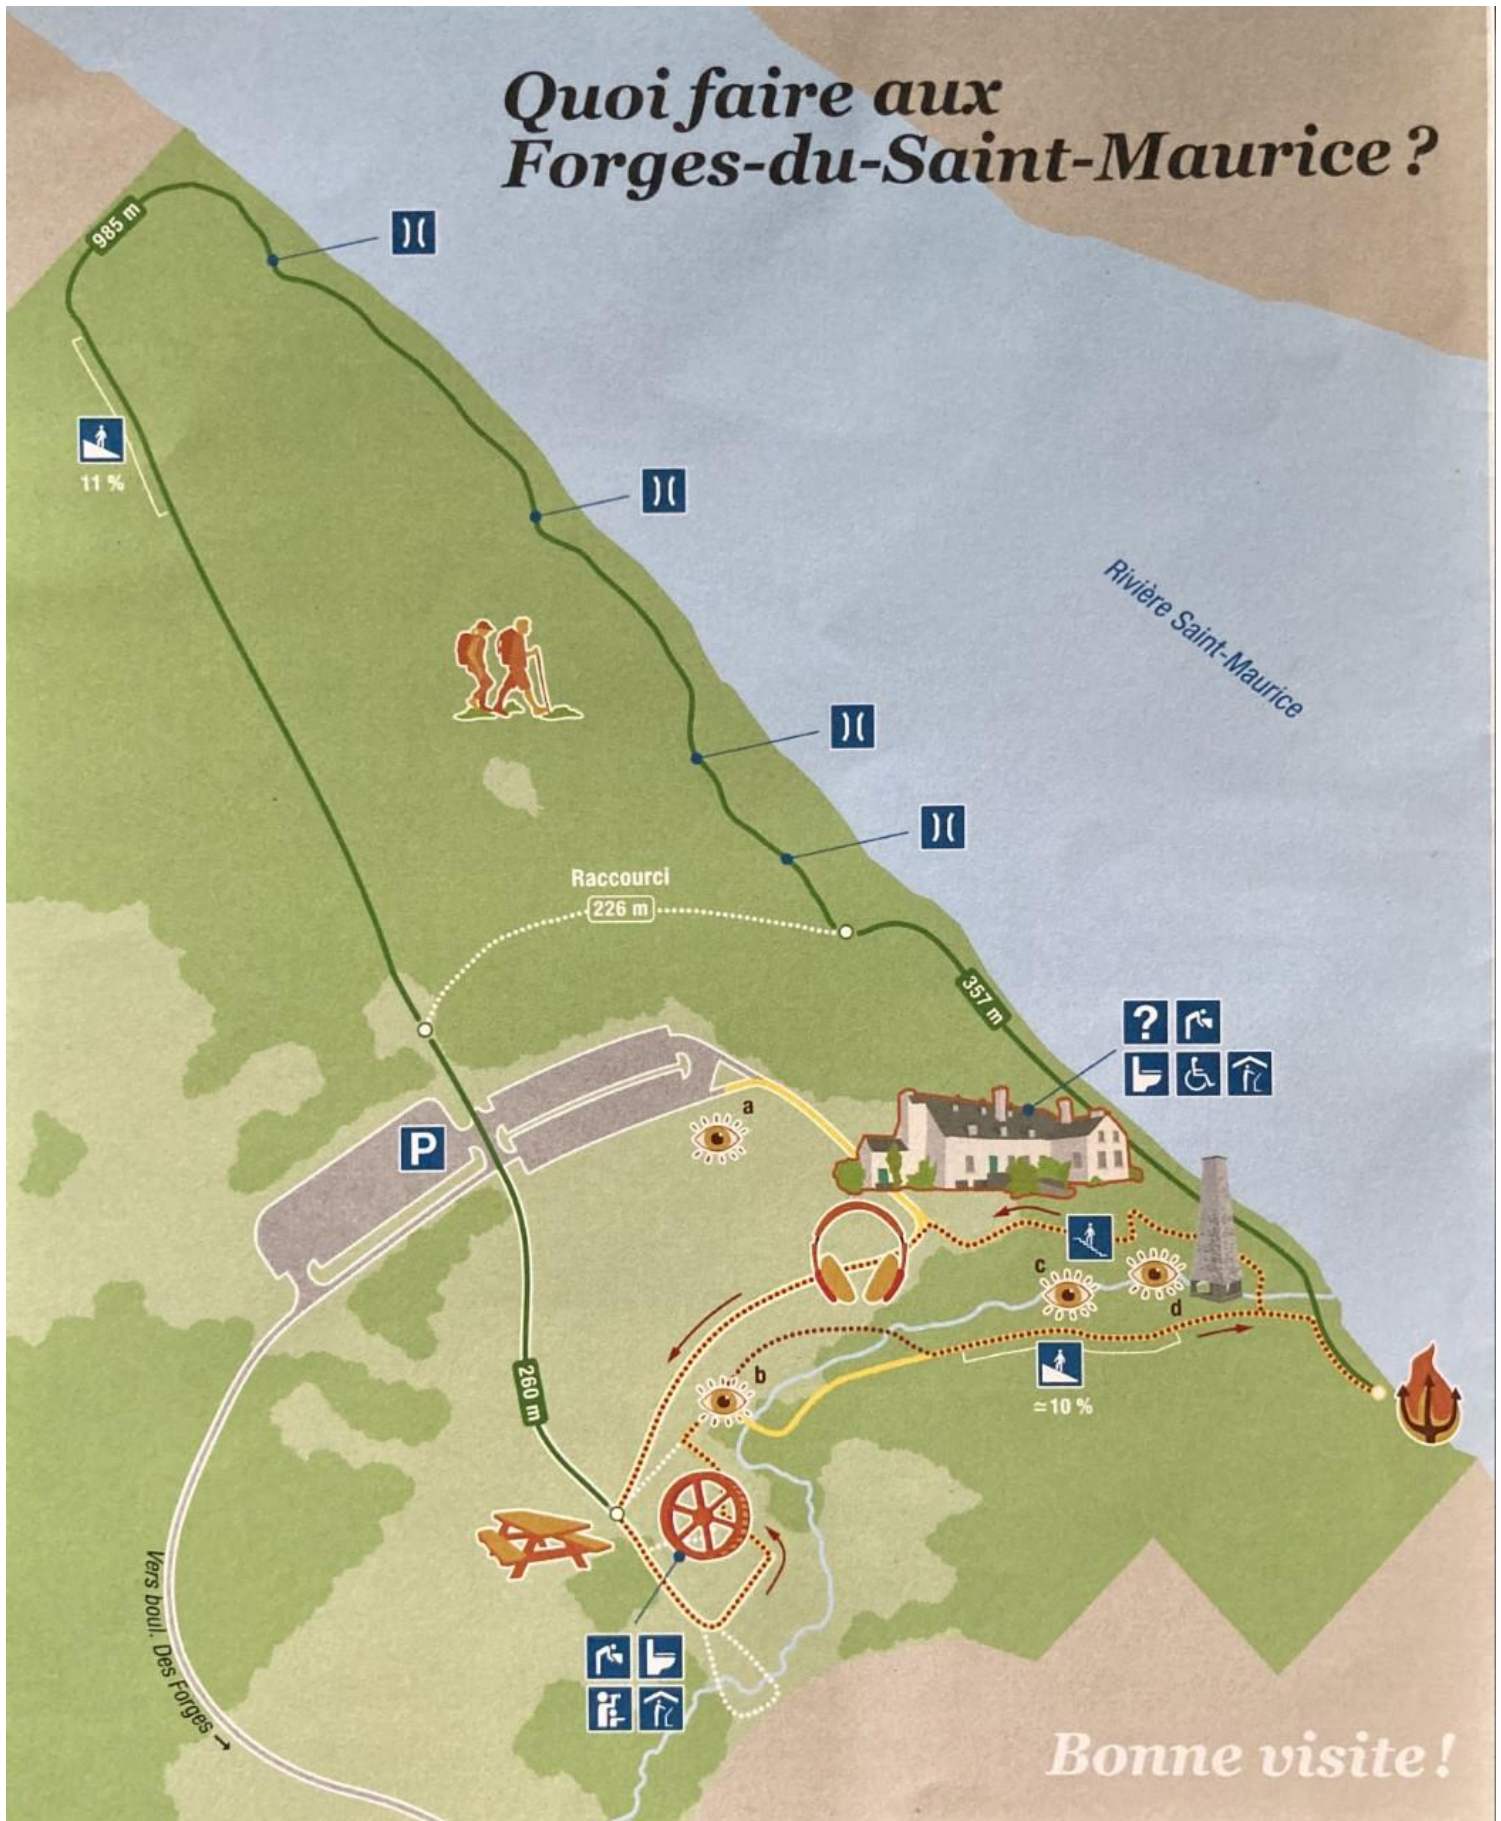 Quoi faire aux
Forges-du-Saint-Maurice ?
985 m
11 %
Rivière Saint-Maurice
Raccourci
226 m
357 m
?
P
a
c
d
b
≃10 %
260 m
Vers boul. Des Forges →
Bonne visite !